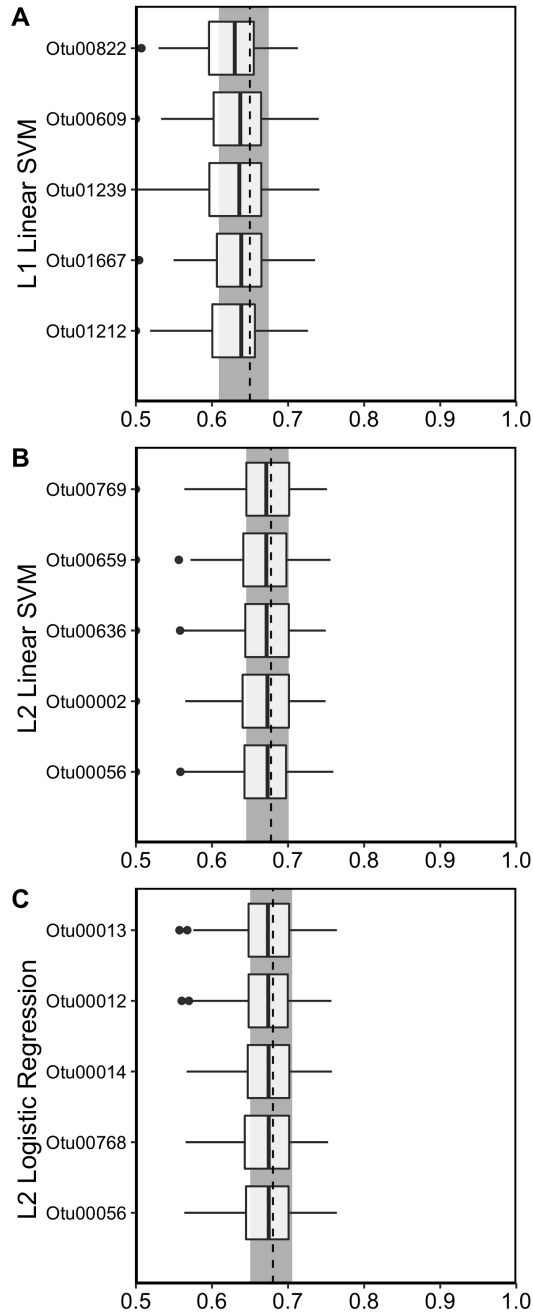 A
L1 Linear SVM
Otu00822
Otu00609
Otu01239
Otu01667
Otu01212
0.5 0.6 0.7 0.8 0.9 1.0
B
L2 Linear SVM
Otu00769
Otu00659
Otu00636
Otu00002
Otu00056
0.5 0.6 0.7 0.8 0.9 1.0
C
L2 Logistic Regression
Otu00013
Otu00012
Otu00014
Otu00768
Otu00056
0.5 0.6 0.7 0.8 0.9 1.0